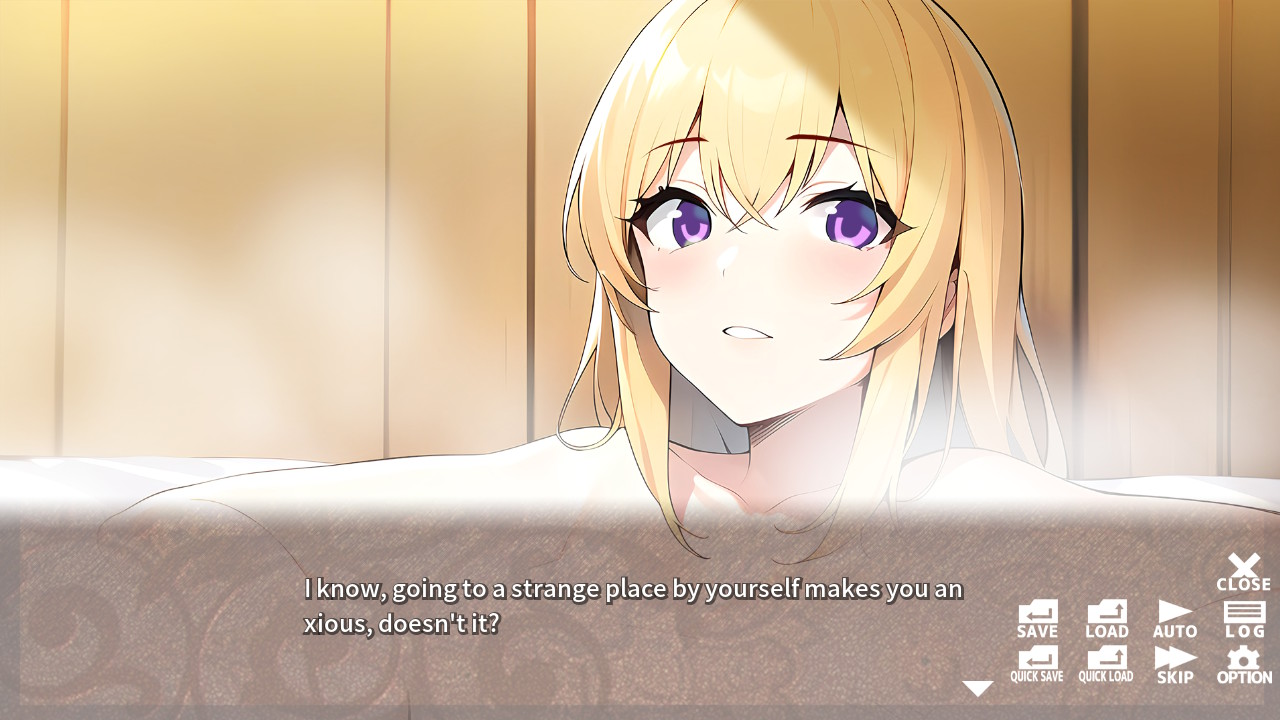 I know, going to a strange place by yourself makes you an
xious, doesn't it?
CLOSE
SAVE
LOAD
AUTO
LOG
QUICK SAVE
QUICK LOAD
SKIP
OPTION